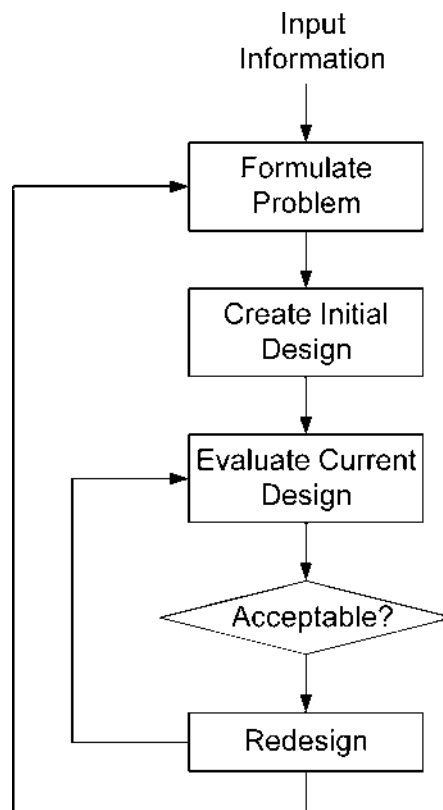 Input
Information
Formulate
Problem
Create Initial
Design
Evaluate Current
Design
Acceptable?
Redesign